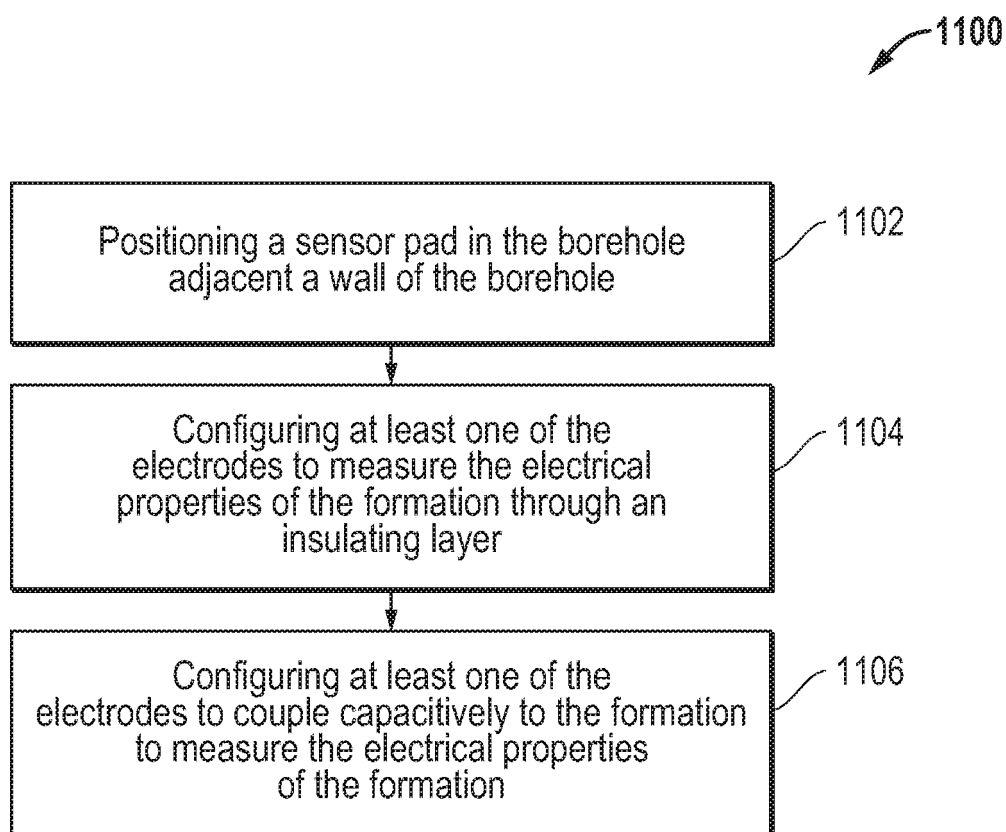 1100
Positioning a sensor pad in the borehole
adjacent a wall of the borehole
1102
Configuring at least one of the
electrodes to measure the electrical
properties of the formation through an
insulating layer
1104
Configuring at least one of the
electrodes to couple capacitively to the formation
to measure the electrical properties
of the formation
1106